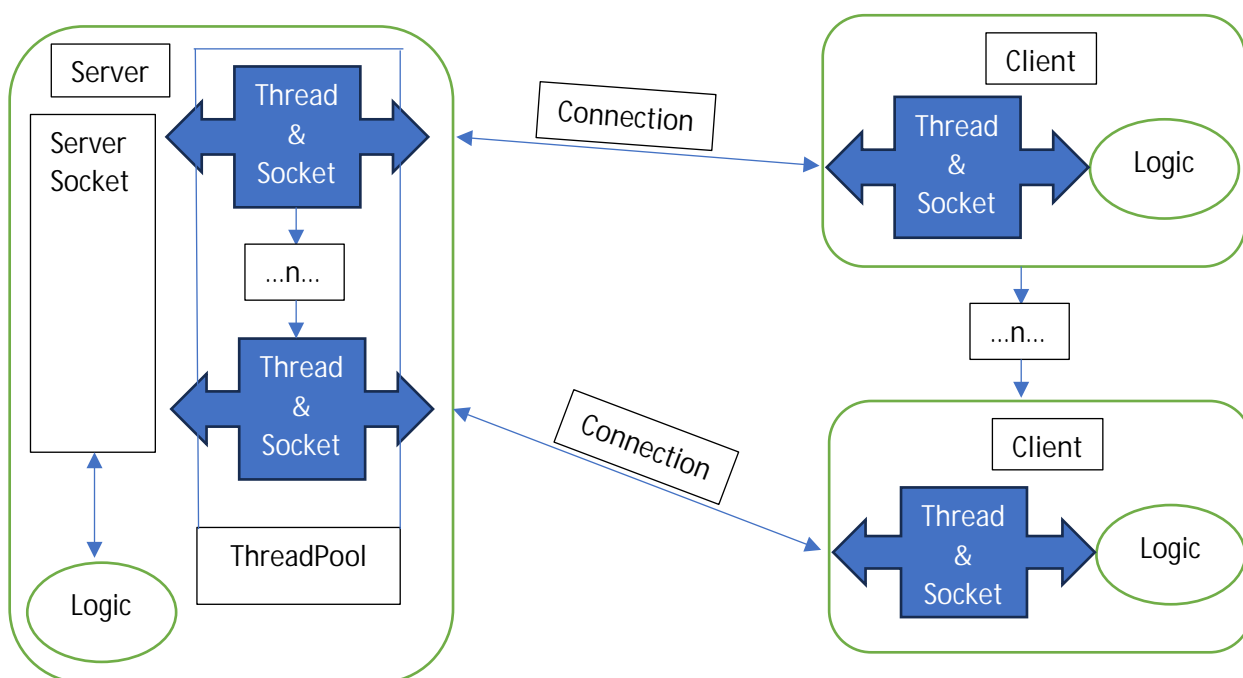 Server
Server
Socket
Thread
&
Socket
...n...
Thread
&
Socket
ThreadPool
Logic
Connection
Connection
Client
Thread
&
Socket
Logic
...n...
Client
Thread
&
Socket
Logic